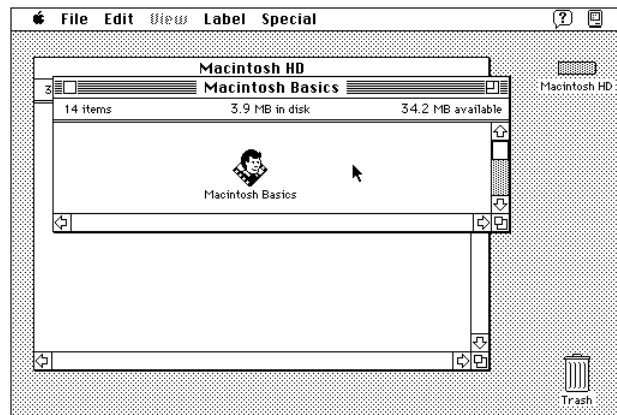 File Edit View Label Special ?
Macintosh HD
3
Macintosh Basics
14 items 3.9 MB in disk 34.2 MB available
Macintosh HD
Macintosh Basics
Trash